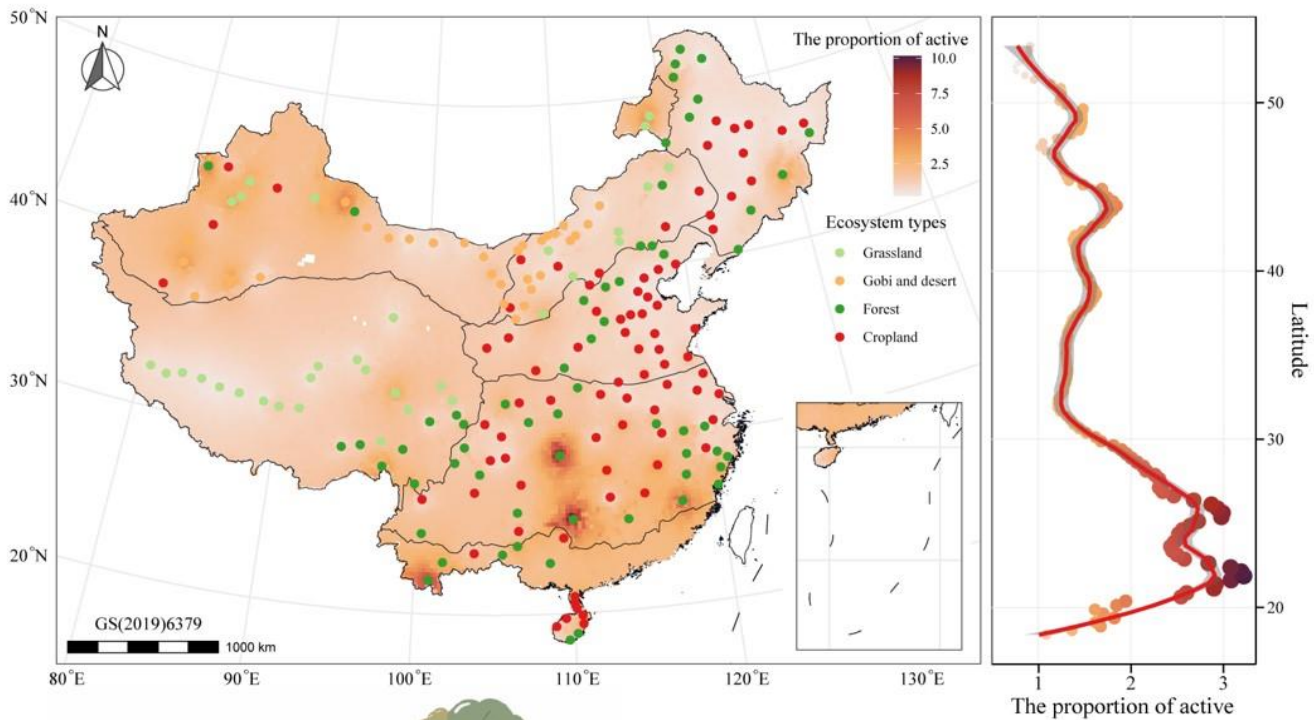 50°N
N
The proportion of active
10.0
7.5
5.0
2.5
50
40°N
Ecosystem types
Grassland
Gobi and desert
Forest
Cropland
40
Latitude
30°N
30
20°N
20
GS(2019)6379
1000 km
80°E
90°E
100°E
110°E
120°E
130°E
1
2
3
The proportion of active